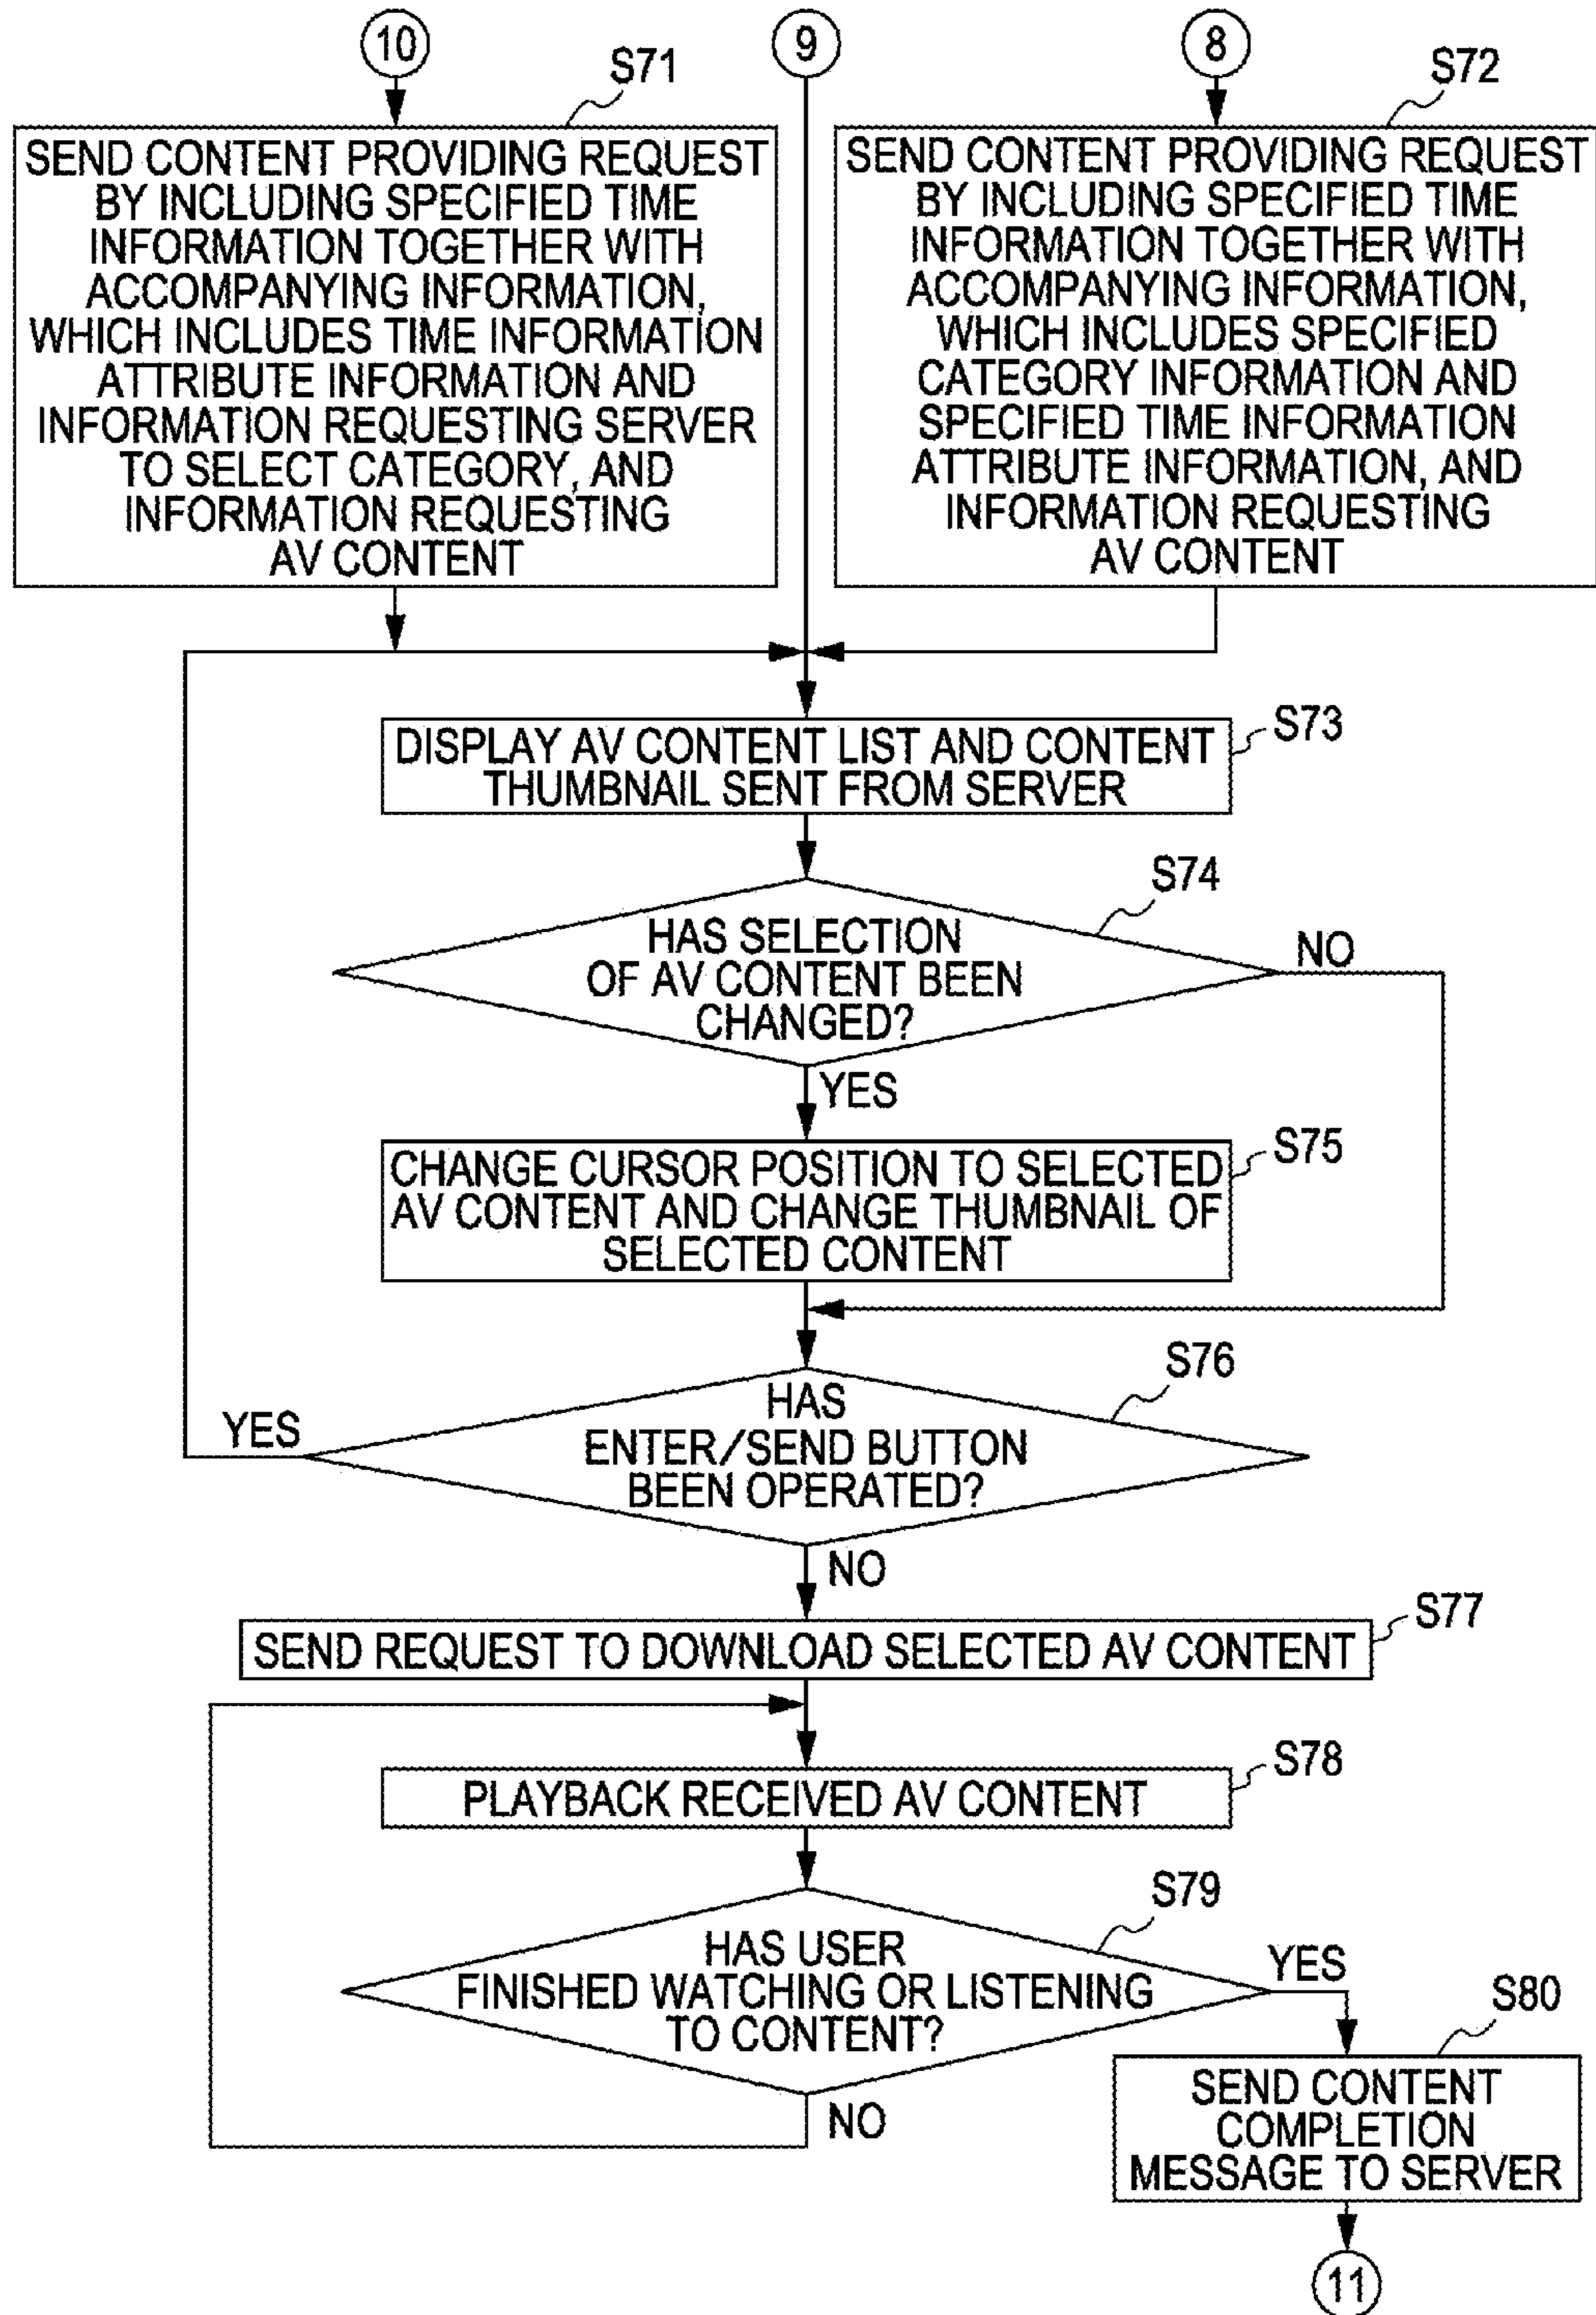 10
9
8
S71
S72
SEND CONTENT PROVIDING REQUEST
BY INCLUDING SPECIFIED TIME
INFORMATION TOGETHER WITH
ACCOMPANYING INFORMATION,
WHICH INCLUDES TIME INFORMATION
ATTRIBUTE INFORMATION AND
INFORMATION REQUESTING SERVER
TO SELECT CATEGORY, AND
INFORMATION REQUESTING
AV CONTENT
SEND CONTENT PROVIDING REQUEST
BY INCLUDING SPECIFIED TIME
INFORMATION TOGETHER WITH
ACCOMPANYING INFORMATION,
WHICH INCLUDES SPECIFIED
CATEGORY INFORMATION AND
SPECIFIED TIME INFORMATION
ATTRIBUTE INFORMATION, AND
INFORMATION REQUESTING
AV CONTENT
S73
DISPLAY AV CONTENT LIST AND CONTENT
THUMBNAIL SENT FROM SERVER
S74
HAS SELECTION
OF AV CONTENT BEEN
CHANGED?
NO
YES
S75
CHANGE CURSOR POSITION TO SELECTED
AV CONTENT AND CHANGE THUMBNAIL OF
SELECTED CONTENT
S76
HAS
ENTER/SEND BUTTON
BEEN OPERATED?
YES
NO
S77
SEND REQUEST TO DOWNLOAD SELECTED AV CONTENT
S78
PLAYBACK RECEIVED AV CONTENT
S79
HAS USER
FINISHED WATCHING OR LISTENING
TO CONTENT?
YES
NO
S80
SEND CONTENT
COMPLETION
MESSAGE TO SERVER
11